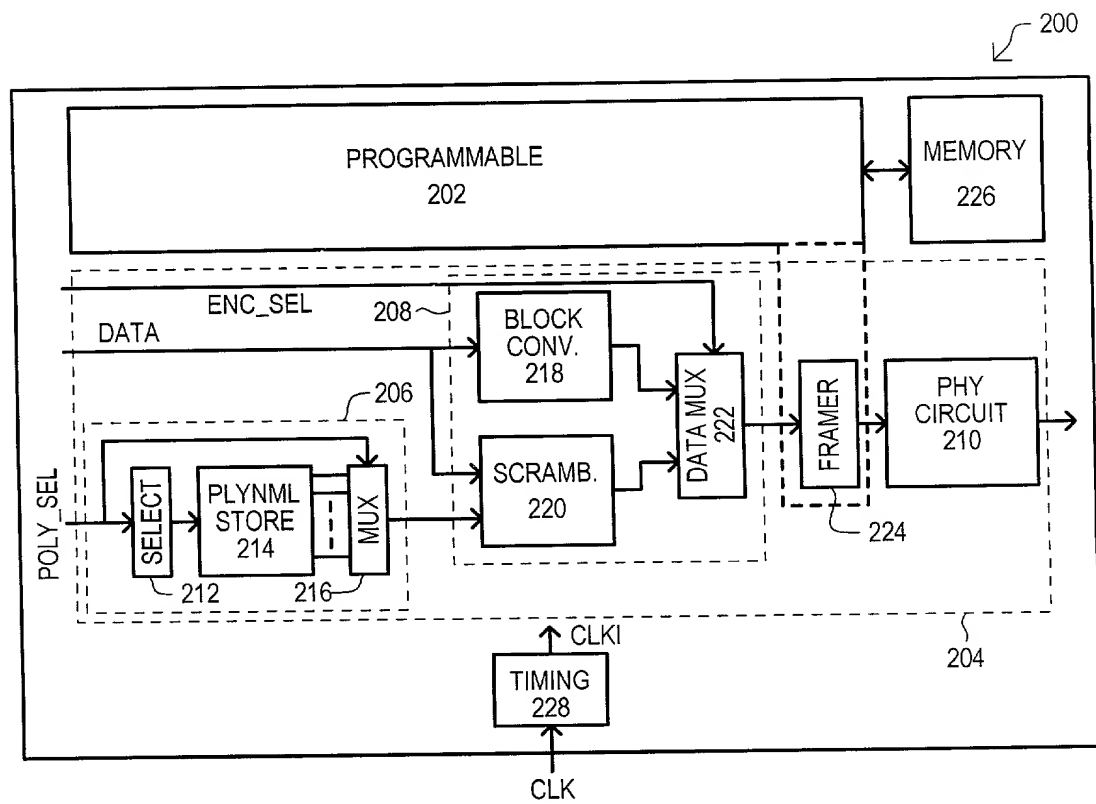 200
PROGRAMMABLE
202
MEMORY
226
ENC_SEL
208
DATA
BLOCK
CONV.
218
DATA MUX
222
FRAMER
224
PHY
CIRCUIT
210
206
POLY_SEL
SELECT
212
PLYNML
STORE
214
MUX
216
SCRAMB.
220
204
CLKI
TIMING
228
CLK